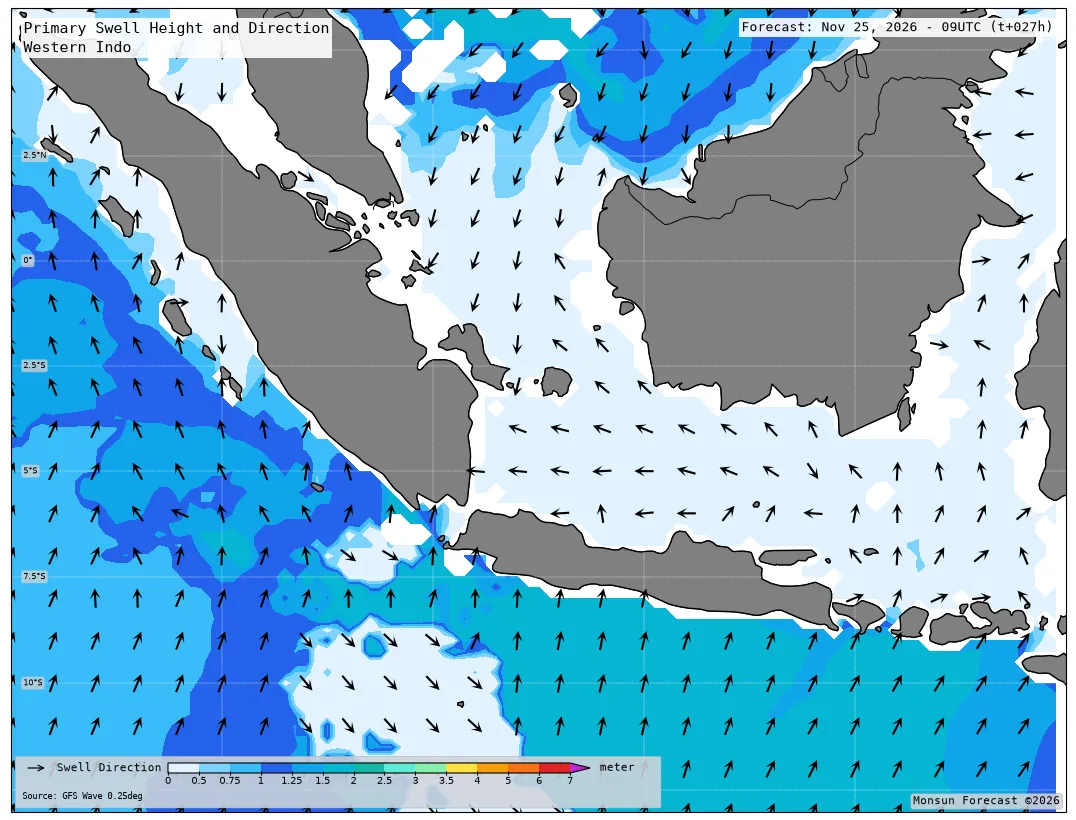 Primary Swell Height and Direction
Western Indo
Forecast: Nov 25, 2026 - 09UTC (t+027h)
2.5°N
0°
2.5°S
5°S
7.5°S
10°S
Swell Direction
0 0.5 0.75 1 1.25 1.5 2 2.5 3 3.5 4 5 6 7
meter
Source: GFS Wave 0.25deg
Monsun Forecast ©2026